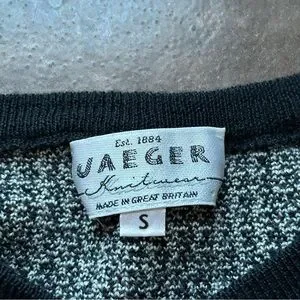 Est. 1884
JAEGER
Knitwear
MADE IN GREAT BRITAIN
S